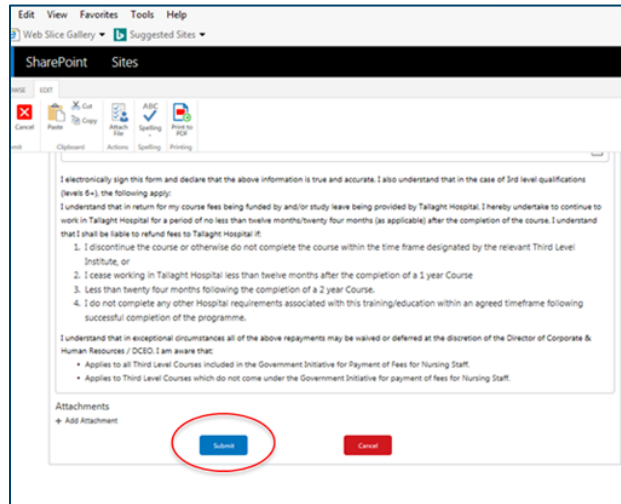 Edit View Favorites Tools Help
Web Slice Gallery Suggested Sites
SharePoint Sites
WSE EDIT
Cancel Paste Cut Copy Attach File ABC Spelling Print to PDF
mit Clipboard Actions Spelling Printing
I electronically sign this form and declare that the above information is true and accurate. I also understand that in the case of 3rd level qualifications
(levels 6+), the following apply:
I understand that in return for my course fees being funded by and/or study leave being provided by Tallaght Hospital. I hereby undertake to continue to
work in Tallaght Hospital for a period of no less than twelve months/twenty four months (as applicable) after the completion of the course. I understand
that I shall be liable to refund fees to Tallaght Hospital if:
1. I discontinue the course or otherwise do not complete the course within the time frame designated by the relevant Third Level
Institute, or
2. I cease working in Tallaght Hospital less than twelve months after the completion of a 1 year Course
3. Less than twenty four months following the completion of a 2 year Course.
4. I do not complete any other Hospital requirements associated with this training/education within an agreed timeframe following
successful completion of the programme.
I understand that in exceptional circumstances all of the above repayments may be waived or deferred at the discretion of the Director of Corporate &
Human Resources / DCEO. I am aware that:
• Applies to all Third Level Courses included in the Government Initiative for Payment of Fees for Nursing Staff.
• Applies to Third Level Courses which do not come under the Government Initiative for payment of fees for Nursing Staff.
Attachments
+ Add Attachment
Submit Cancel